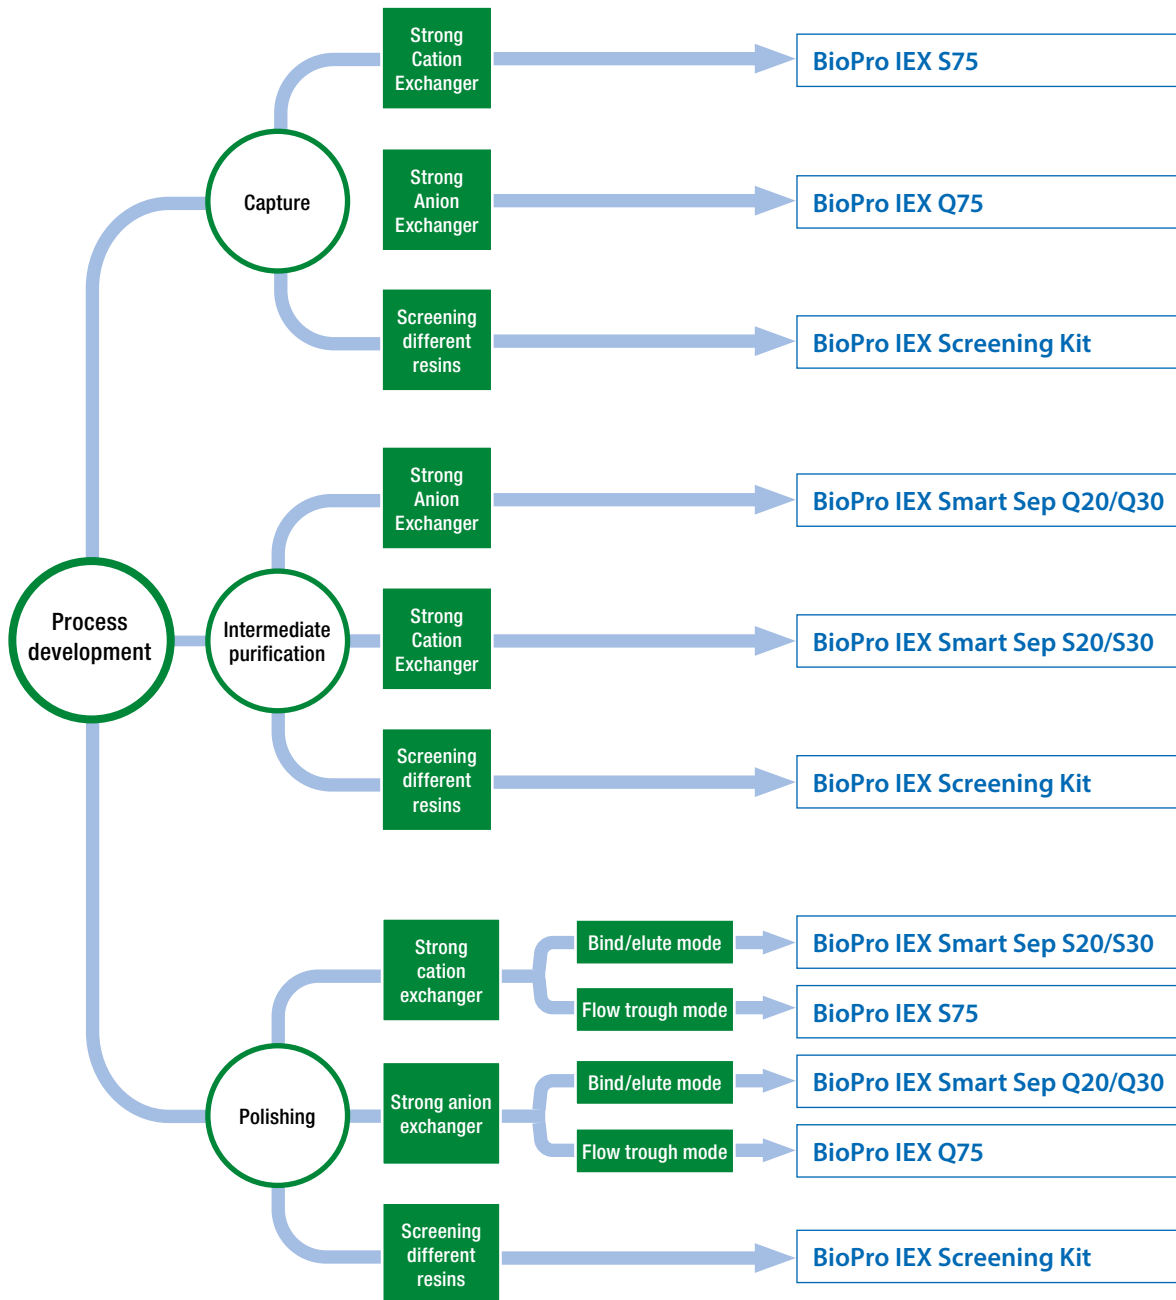 Process
development
Capture
Strong
Cation
Exchanger
BioPro IEX S75
Strong
Anion
Exchanger
BioPro IEX Q75
Screening
different
resins
BioPro IEX Screening Kit
Intermediate
purification
Strong
Anion
Exchanger
BioPro IEX Smart Sep Q20/Q30
Strong
Cation
Exchanger
BioPro IEX Smart Sep S20/S30
Screening
different
resins
BioPro IEX Screening Kit
Polishing
Strong
cation
exchanger
Bind/elute mode
BioPro IEX Smart Sep S20/S30
Flow trough mode
BioPro IEX S75
Strong anion
exchanger
Bind/elute mode
BioPro IEX Smart Sep Q20/Q30
Flow trough mode
BioPro IEX Q75
Screening
different
resins
BioPro IEX Screening Kit